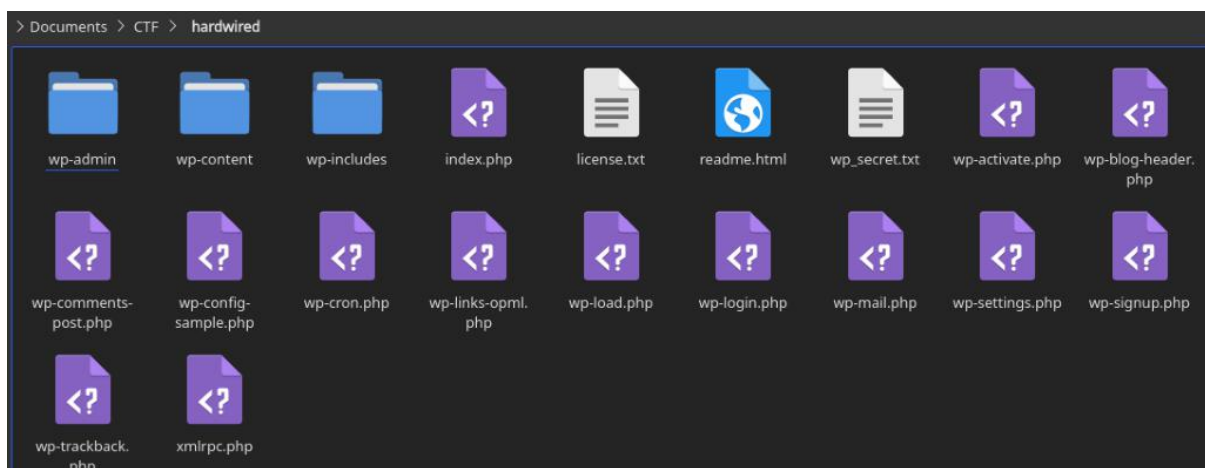 > Documents > CTF > hardwired
wp-admin wp-content wp-includes index.php license.txt readme.html wp_secret.txt wp-activate.php wp-blog-header.
php
wp-comments- wp-config- wp-cron.php wp-links-opml. wp-load.php wp-login.php wp-mail.php wp-settings.php wp-signup.php
post.php sample.php php
wp-trackback. xmlrpc.php
php